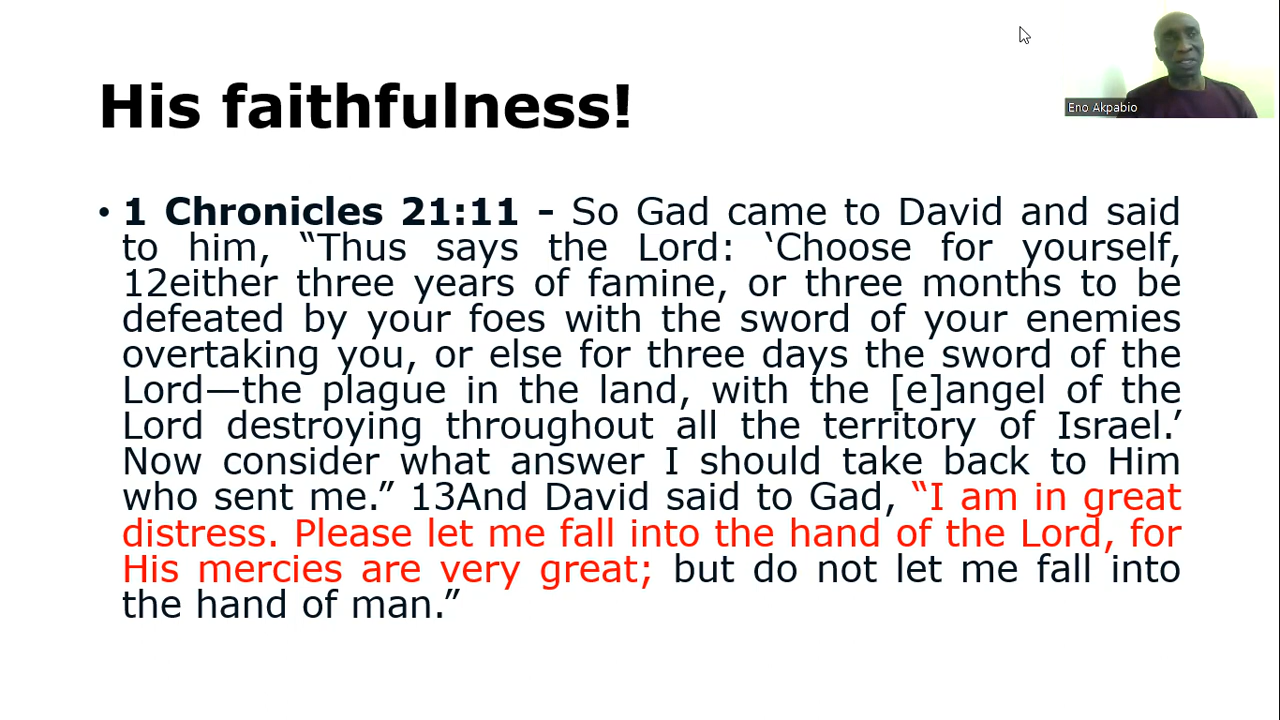 His faithfulness!
Eno Akpabio
• 1 Chronicles 21:11 - So Gad came to David and said
to him, “Thus says the Lord: ‘Choose for yourself,
12either three years of famine, or three months to be
defeated by your foes with the sword of your enemies
overtaking you, or else for three days the sword of the
Lord—the plague in the land, with the [e]angel of the
Lord destroying throughout all the territory of Israel.’
Now consider what answer I should take back to Him
who sent me.” 13And David said to Gad, “I am in great
distress. Please let me fall into the hand of the Lord, for
His mercies are very great; but do not let me fall into
the hand of man.”